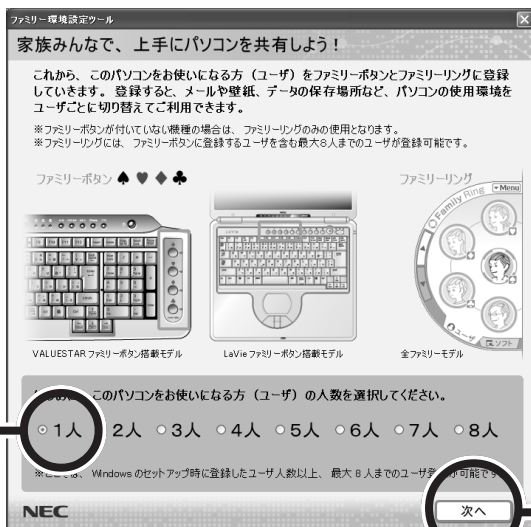 ファミリー環境設定ツール
家族みんなで、上手にパソコンを共有しよう！
これから、このパソコンをお使いになる方（ユーザ）をファミリーボタンとファミリーリングに登録
していきます。登録すると、メールや壁紙、データの保存場所など、パソコンの使用環境を
ユーザごとに切り替えてご利用できます。
※ファミリーボタンが付いていない機種の場合は、ファミリーリングのみの使用となります。
※ファミリーリングには、ファミリーボタンに登録するユーザを含む最大8人までのユーザが登録可能です。
ファミリーボタン ♠ ♥ ♦ ♣
ファミリーリング
Family Ring
Menu
LaVie
ユーザ
ソフト
VALUESTAR ファミリーボタン搭載モデル
LaVie ファミリーボタン搭載モデル
全ファミリーモデル
このパソコンをお使いになる方（ユーザ）の人数を選択してください。
1人 2人 3人 4人 5人 6人 7人 8人
Windows のセットアップ時に登録したユーザ人数以上、最大 8 人までのユーザ登録が可能です
NEC
次へ